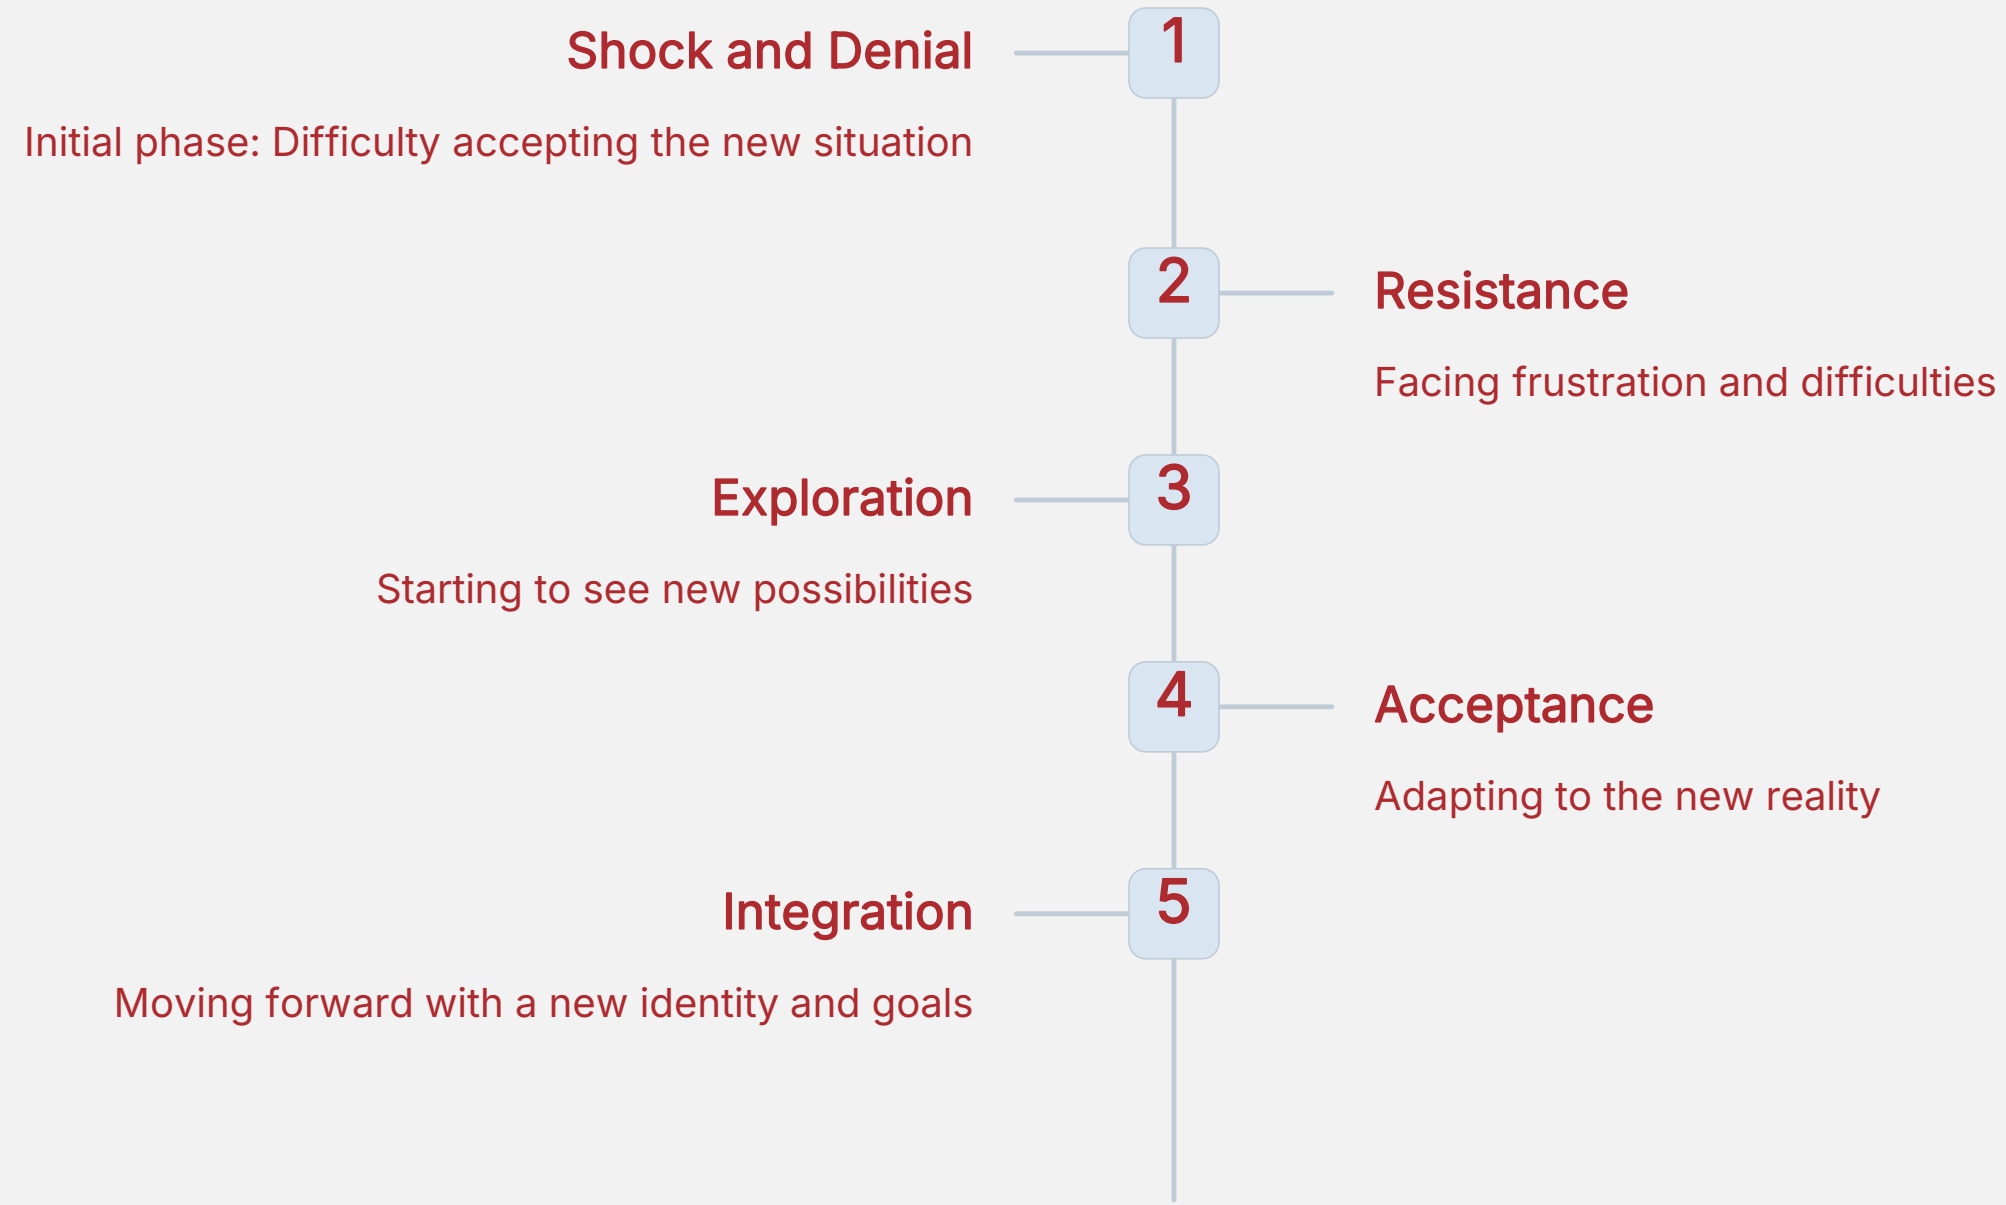 1
Shock and Denial
Initial phase: Difficulty accepting the new situation
2
Resistance
Facing frustration and difficulties
3
Exploration
Starting to see new possibilities
4
Acceptance
Adapting to the new reality
5
Integration
Moving forward with a new identity and goals